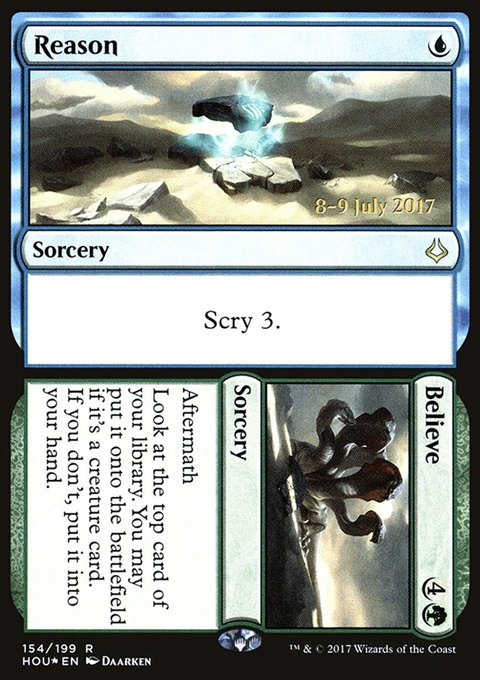 Reason
8–9 July 2017
Sorcery
Scry 3.
Believe
4
Sorcery
Aftermath
Look at the top card of
your library. You may
put it onto the battlefield
if it's a creature card.
If you don't, put it into
your hand.
154/199 R
HOU★EN Daarken
™ & © 2017 Wizards of the Coast